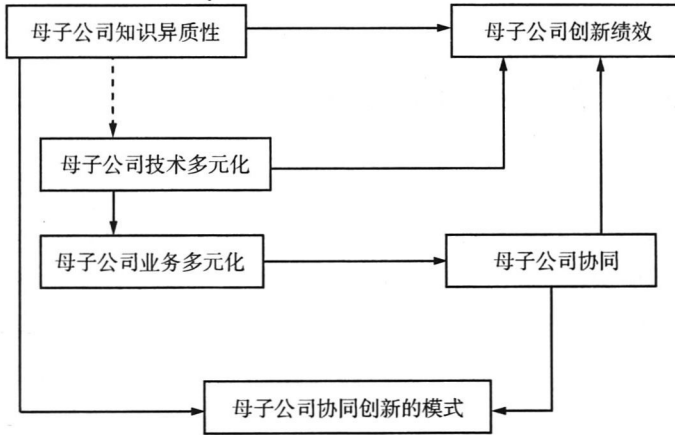 母子公司知识异质性
母子公司创新绩效
母子公司技术多元化
母子公司业务多元化
母子公司协同
母子公司协同创新的模式